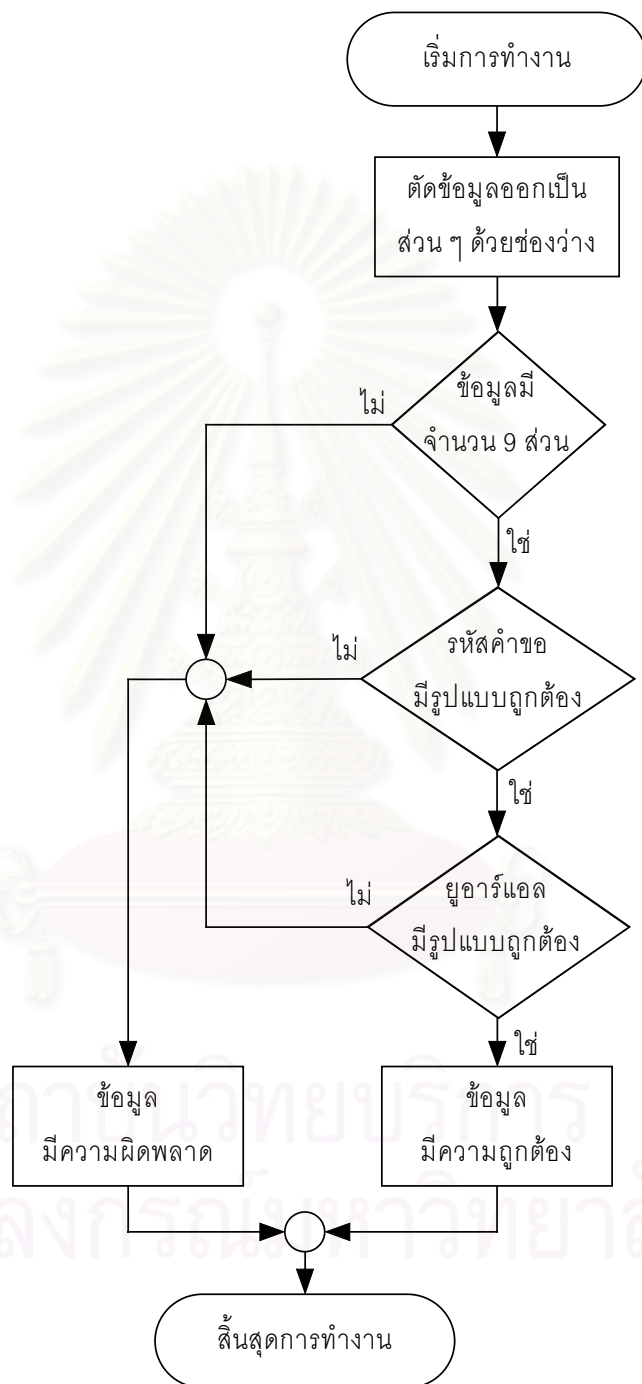 เริ่มการทำงาน
ตัดข้อมูลออกเป็น
ส่วน ๆ ด้วยช่องว่าง
ข้อมูลมี
จำนวน 9 ส่วน
ไม่
ใช่
รหัสคำขอ
มีรูปแบบถูกต้อง
ไม่
ใช่
ยูอาร์แอล
มีรูปแบบถูกต้อง
ไม่
ใช่
ข้อมูล
มีความผิดพลาด
ข้อมูล
มีความถูกต้อง
สิ้นสุดการทำงาน